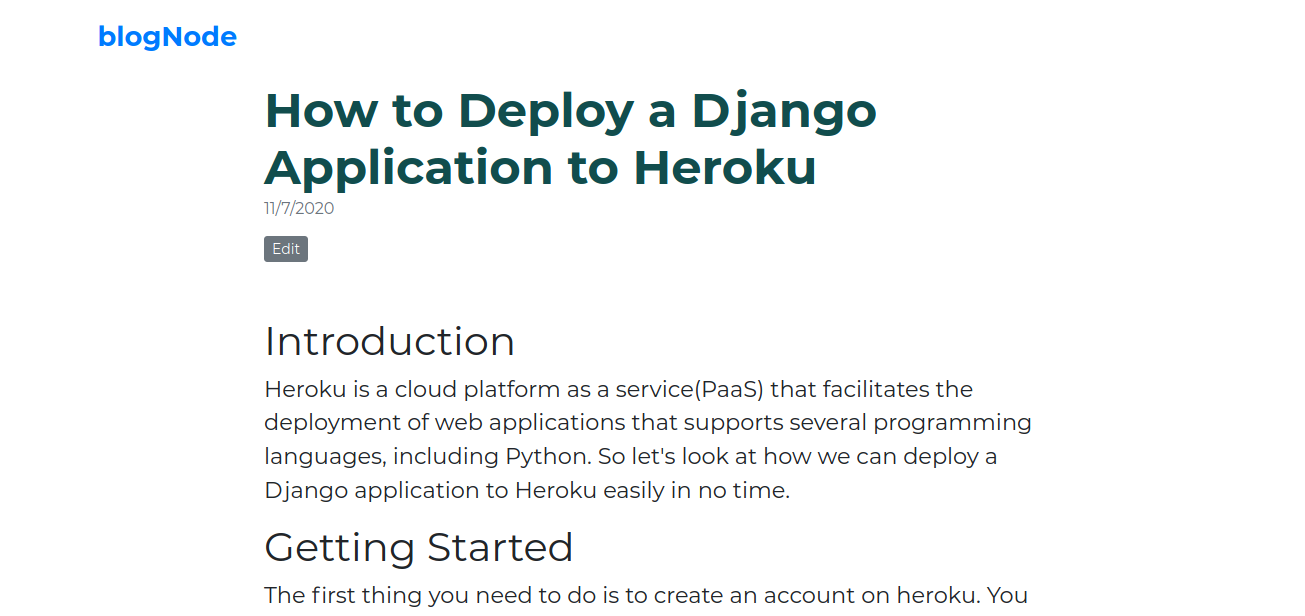 blogNode
How to Deploy a Django
Application to Heroku
11/7/2020
Edit
Introduction
Heroku is a cloud platform as a service(PaaS) that facilitates the
deployment of web applications that supports several programming
languages, including Python. So let's look at how we can deploy a
Django application to Heroku easily in no time.
Getting Started
The first thing you need to do is to create an account on heroku. You